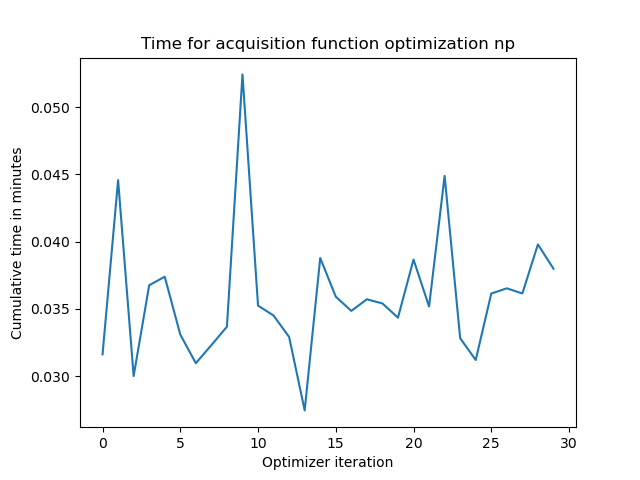 Time for acquisition function optimization np
Cumulative time in minutes
0.050
0.045
0.040
0.035
0.030
0 5 10 15 20 25 30
Optimizer iteration